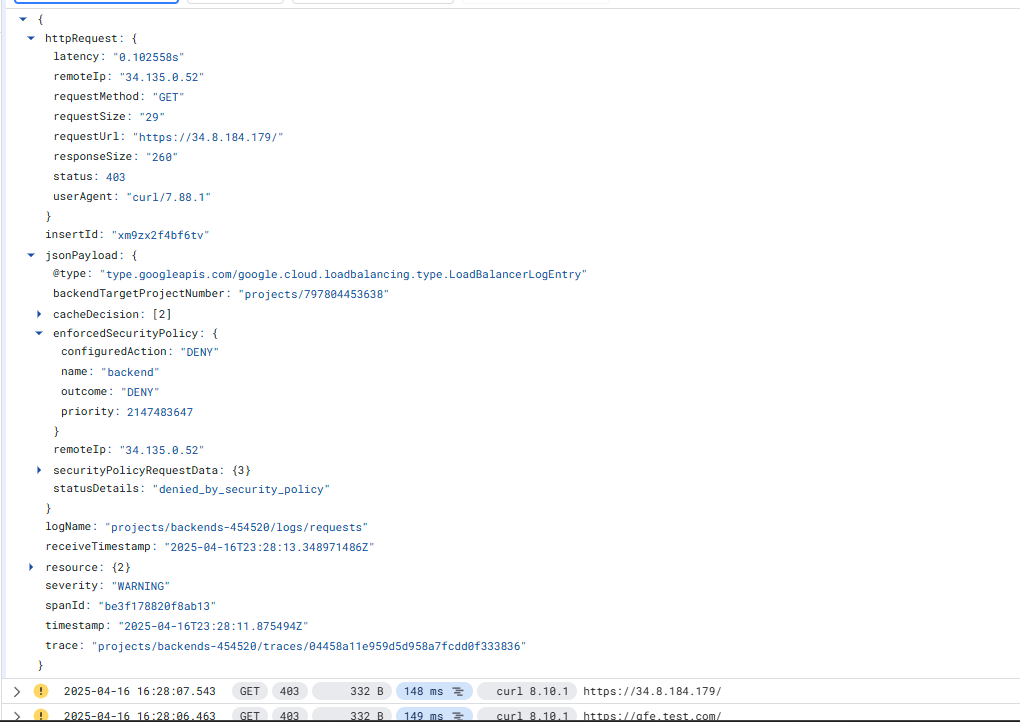 {
httpRequest: {
latency: "0.102558s"
remoteIp: "34.135.0.52"
requestMethod: "GET"
requestSize: "29"
requestUrl: "https://34.8.184.179/"
responseSize: "260"
status: 403
userAgent: "curl/7.88.1"
}
insertId: "xm9zx2f4bf6tv"
jsonPayload: {
@type: "type.googleapis.com/google.cloud.loadbalancing.type.LoadBalancerLogEntry"
backendTargetProjectNumber: "projects/797804453638"
cacheDecision: [2]
enforcedSecurityPolicy: {
configuredAction: "DENY"
name: "backend"
outcome: "DENY"
priority: 2147483647
}
remoteIp: "34.135.0.52"
securityPolicyRequestData: {3}
statusDetails: "denied_by_security_policy"
}
logName: "projects/backends-454520/logs/requests"
receiveTimestamp: "2025-04-16T23:28:13.348971486Z"
resource: {2}
severity: "WARNING"
spanId: "be3f178820f8ab13"
timestamp: "2025-04-16T23:28:11.875494Z"
trace: "projects/backends-454520/traces/04458a11e959d5d958a7fcdd0f333836"
}
! 2025-04-16 16:28:07.543 GET 403 332 B 148 ms curl 8.10.1 https://34.8.184.179/
! 2025-04-16 16:28:06.463 GET 403 332 B 149 ms curl 8.10.1 https://gfe.test.com/